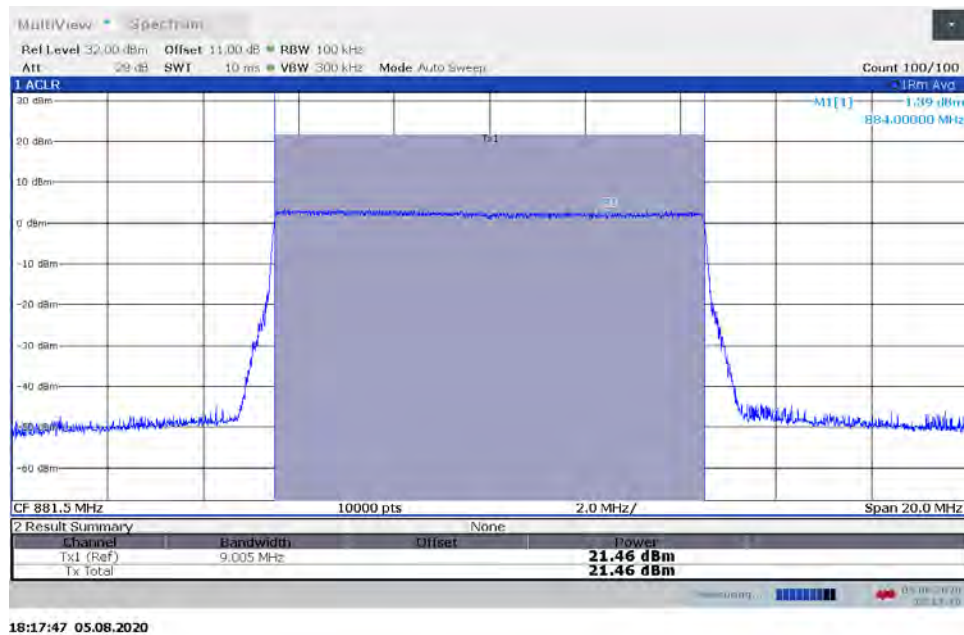 MultiView Spectrum
Ref Level 32.00 dBm Offset 11.00 dB RBW 100 kHz
Att 29 dB SWT 10 ms VBW 300 kHz Mode Auto Sweep Count 100/100
1 ACLR 1Rm Avg
30 dBm M1[1] 1.39 dBm
884.00000 MHz
20 dBm Tx1
10 dBm
0 dBm
-10 dBm
-20 dBm
-30 dBm
-40 dBm
-60 dBm
CF 881.5 MHz 10000 pts 2.0 MHz/ Span 20.0 MHz
2 Result Summary None
Channel Bandwidth Offset Power
Tx1 (Ref) 9.005 MHz 21.46 dBm
Tx Total 21.46 dBm
05.08.2020
18:17:47 05.08.2020